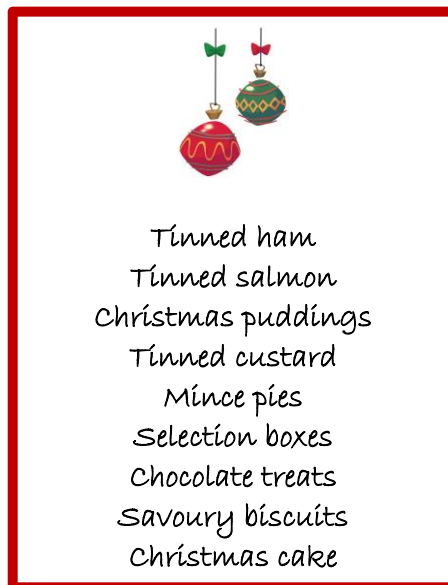 Tinned ham
Tinned salmon
Christmas puddings
Tinned custard
Mince pies
Selection boxes
Chocolate treats
Savoury biscuits
Christmas cake